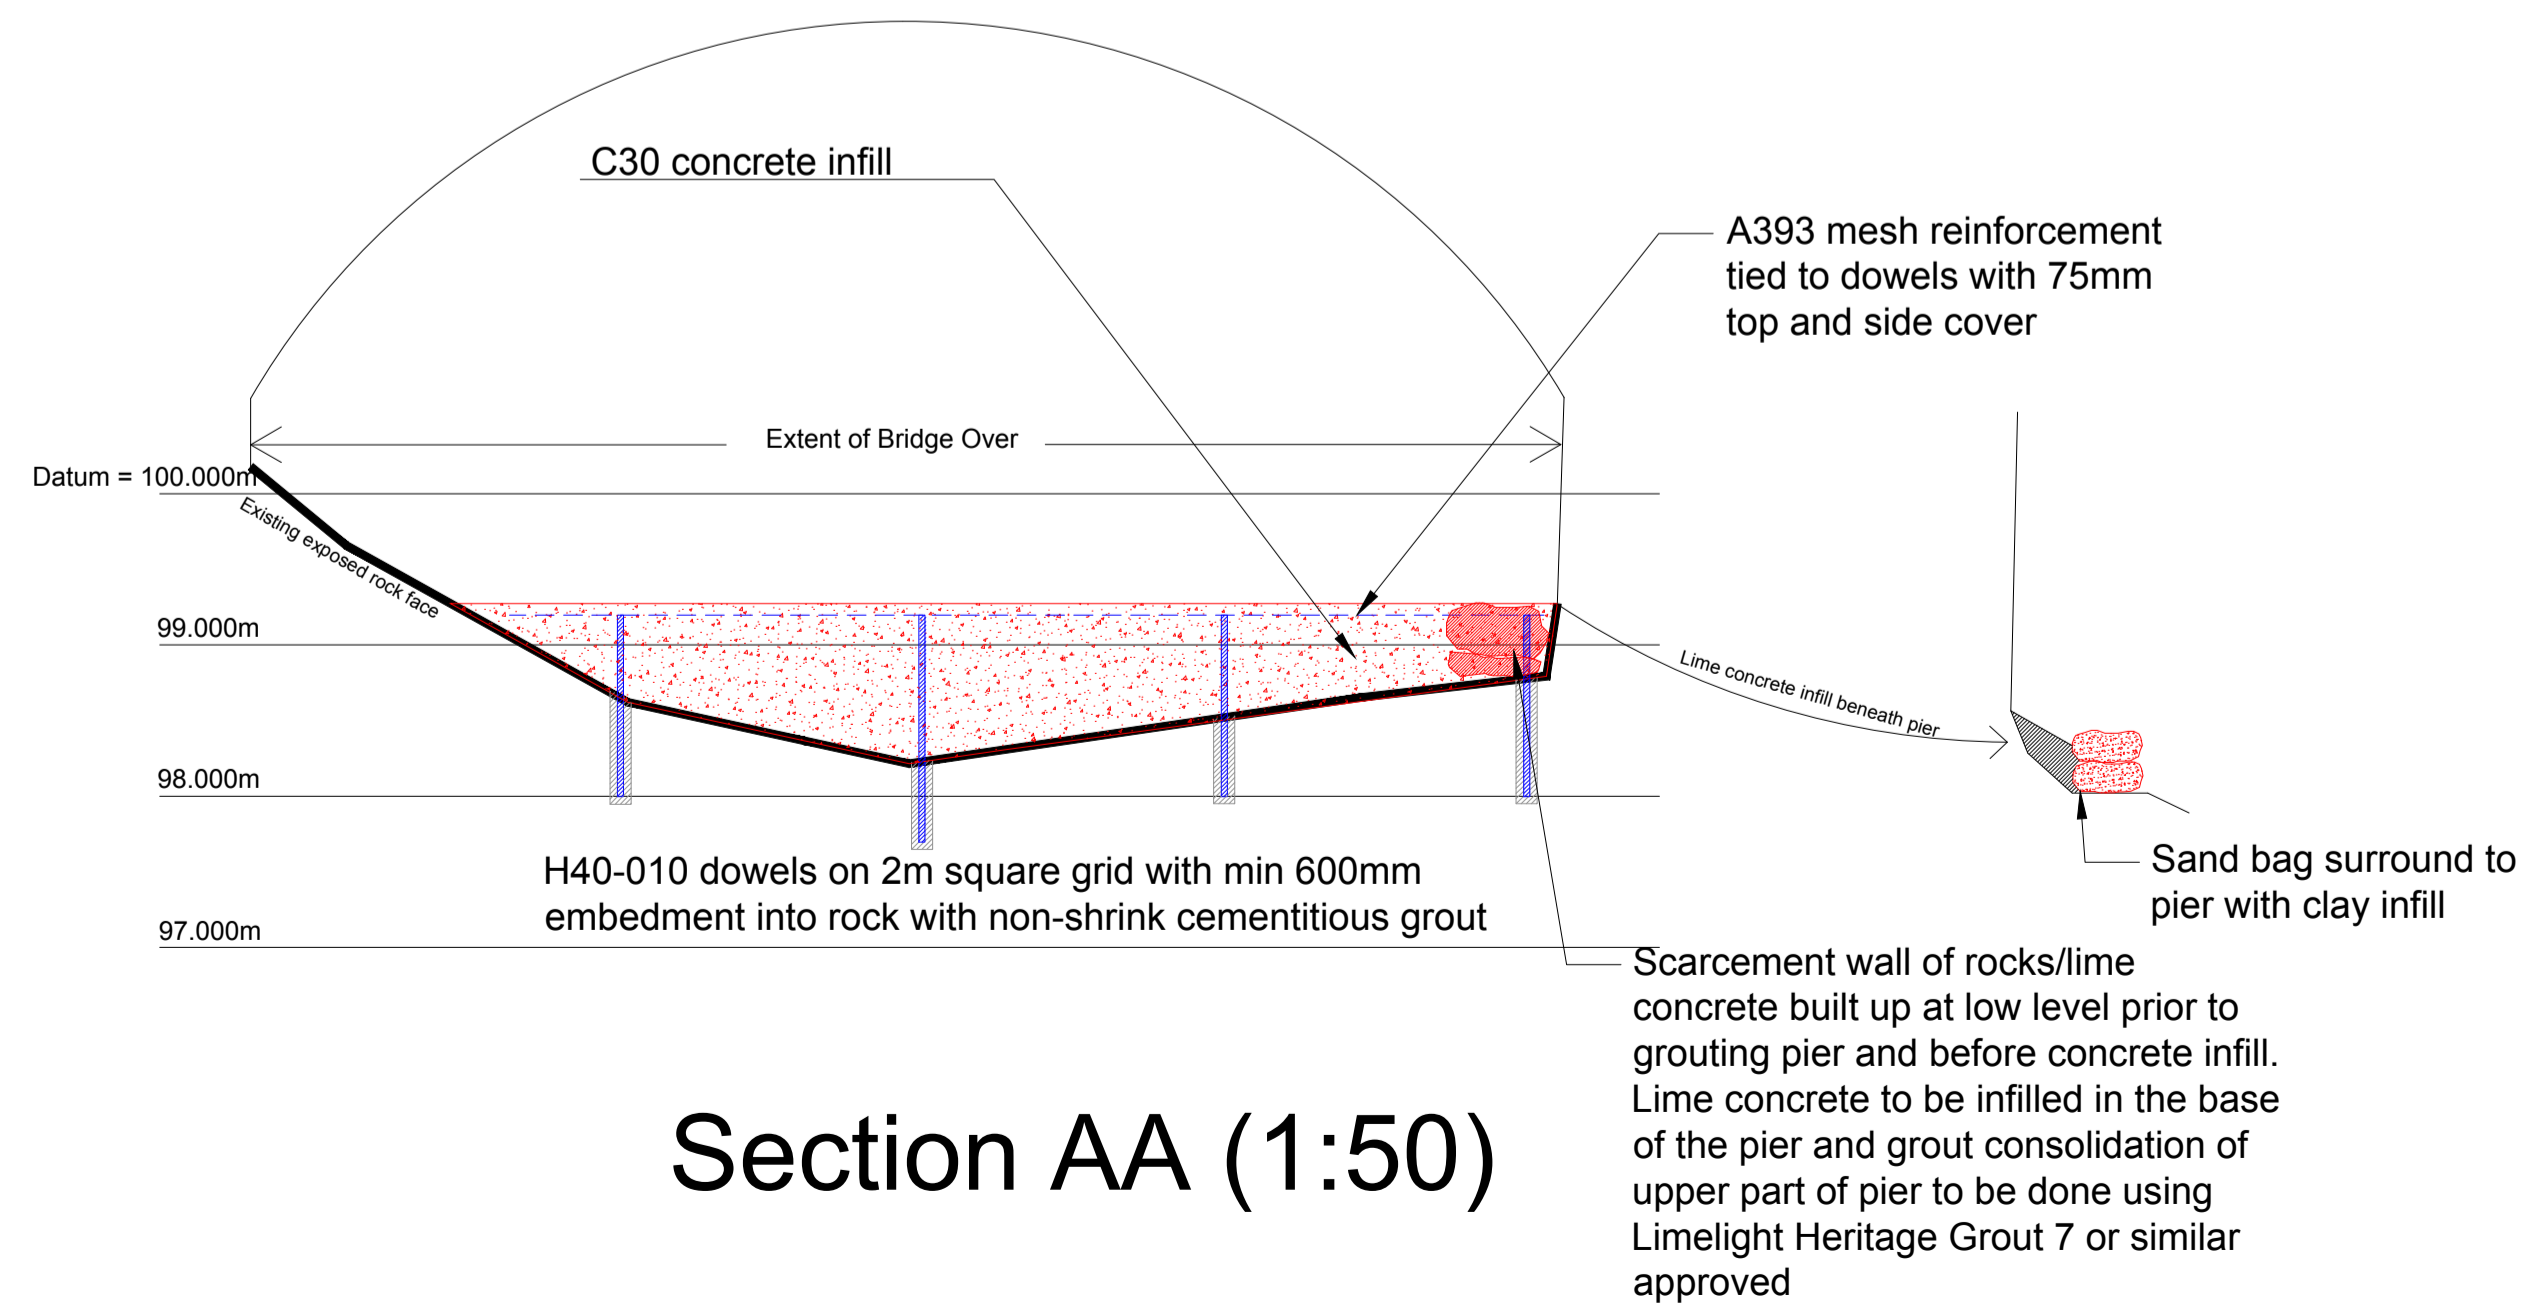 C30 concrete infill
A393 mesh reinforcement
tied to dowels with 75mm
top and side cover
Extent of Bridge Over
Datum = 100.000m
Existing exposed rock face
99.000m
Lime concrete infill beneath pier
98.000m
Sand bag surround to
pier with clay infill
H40-010 dowels on 2m square grid with min 600mm
embedment into rock with non-shrink cementitious grout
97.000m
Scarcement wall of rocks/lime
concrete built up at low level prior to
grouting pier and before concrete infill.
Lime concrete to be infilled in the base
of the pier and grout consolidation of
upper part of pier to be done using
Limelight Heritage Grout 7 or similar
approved
Section AA (1:50)